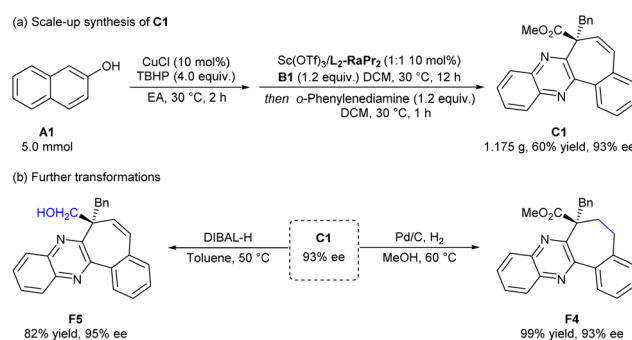 (a) Scale-up synthesis of C1
OH
A1
5.0 mmol
CuCl (10 mol%)
TBHP (4.0 equiv.)
EA, 30 °C, 2 h
Sc(OTf)3/L2-RaPr2 (1:1 10 mol%)
B1 (1.2 equiv.) DCM, 30 °C, 12 h
then o-Phenylenediamine (1.2 equiv.)
DCM, 30 °C, 1 h
MeO2C
Bn
N
N
C1
1.175 g, 60% yield, 93% ee
(b) Further transformations
HOH2C
Bn
N
N
F5
82% yield, 95% ee
DIBAL-H
Toluene, 50 °C
C1
93% ee
Pd/C, H2
MeOH, 60 °C
MeO2C
Bn
N
N
F4
99% yield, 93% ee